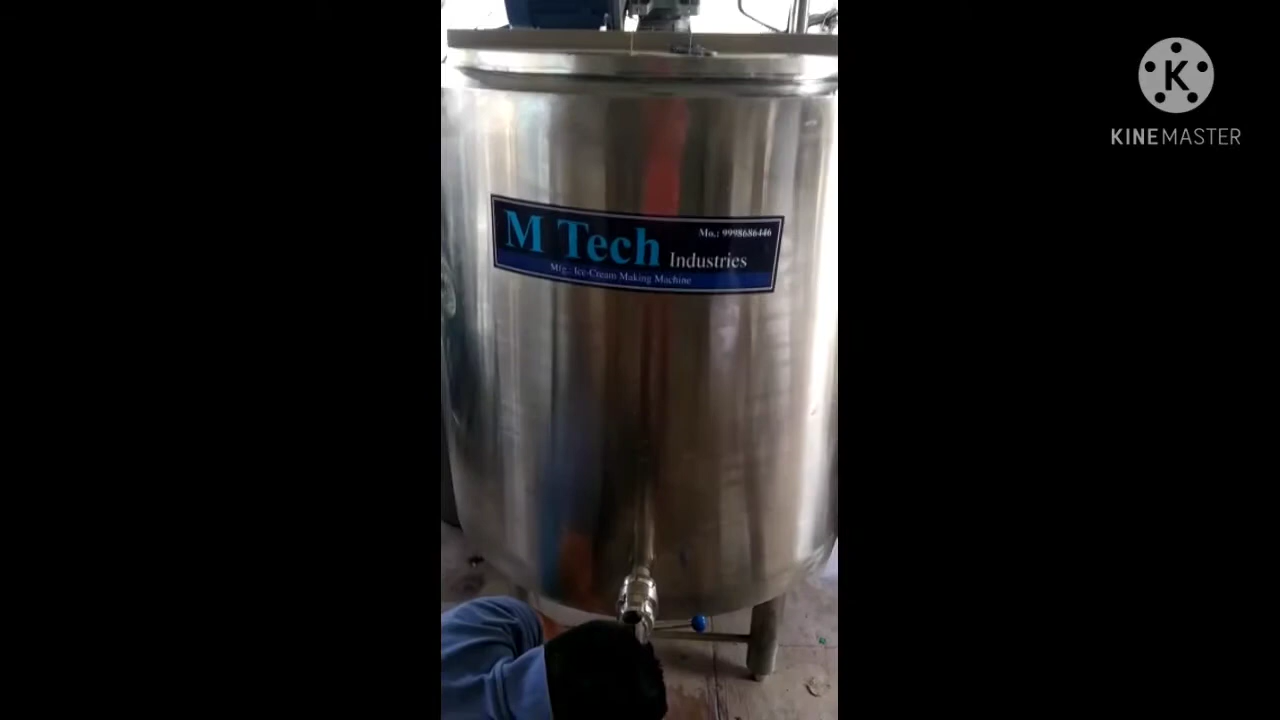 K
KINEMASTER
Mo.: 9998686446
M Tech Industries
Mfg.: Ice-Cream Making Machine